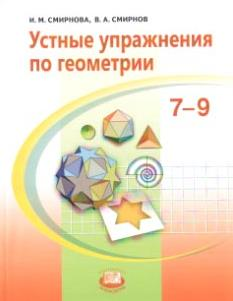 И. М. СМИРНОВА, В. А. СМИРНОВ
Устные упражнения
по геометрии
7–9